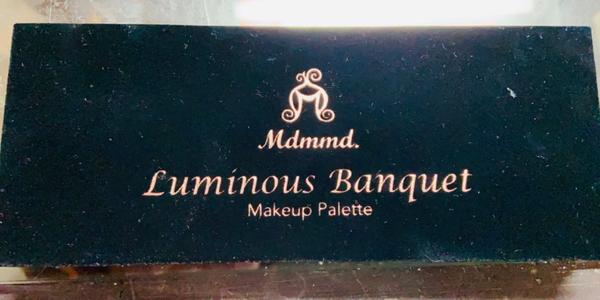 Mdmmd.
Luminous Banquet
Makeup Palette